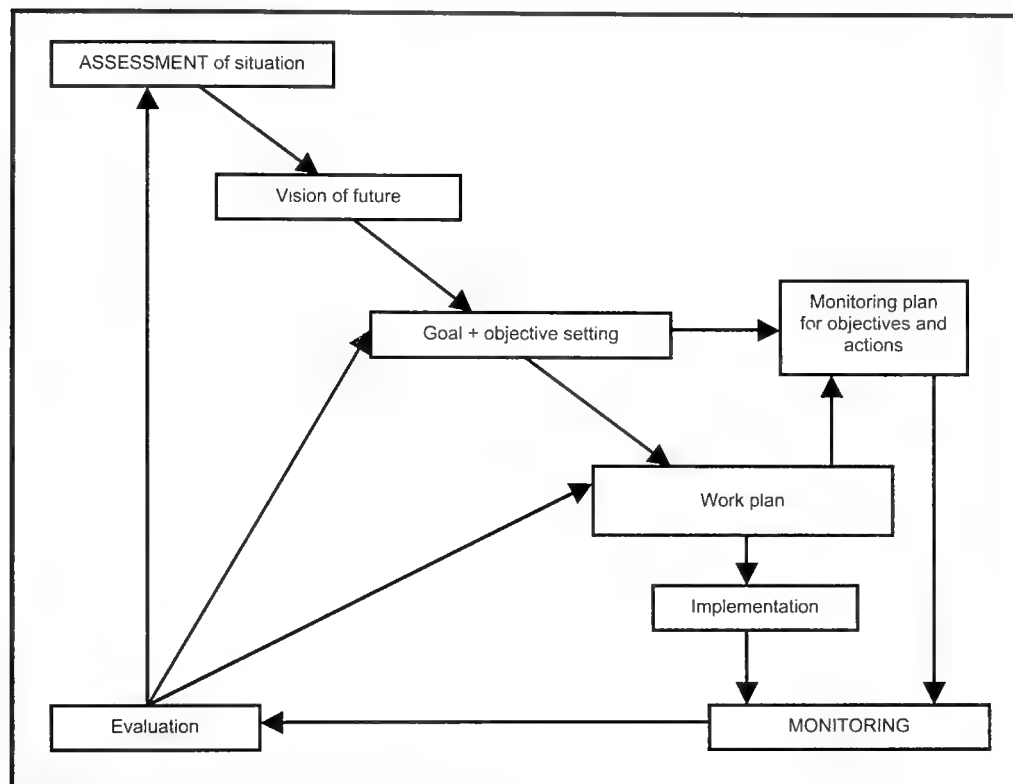 ASSESSMENT of situation
Vision of future
Goal + objective setting
Monitoring plan
for objectives and
actions
Work plan
Implementation
Evaluation
MONITORING